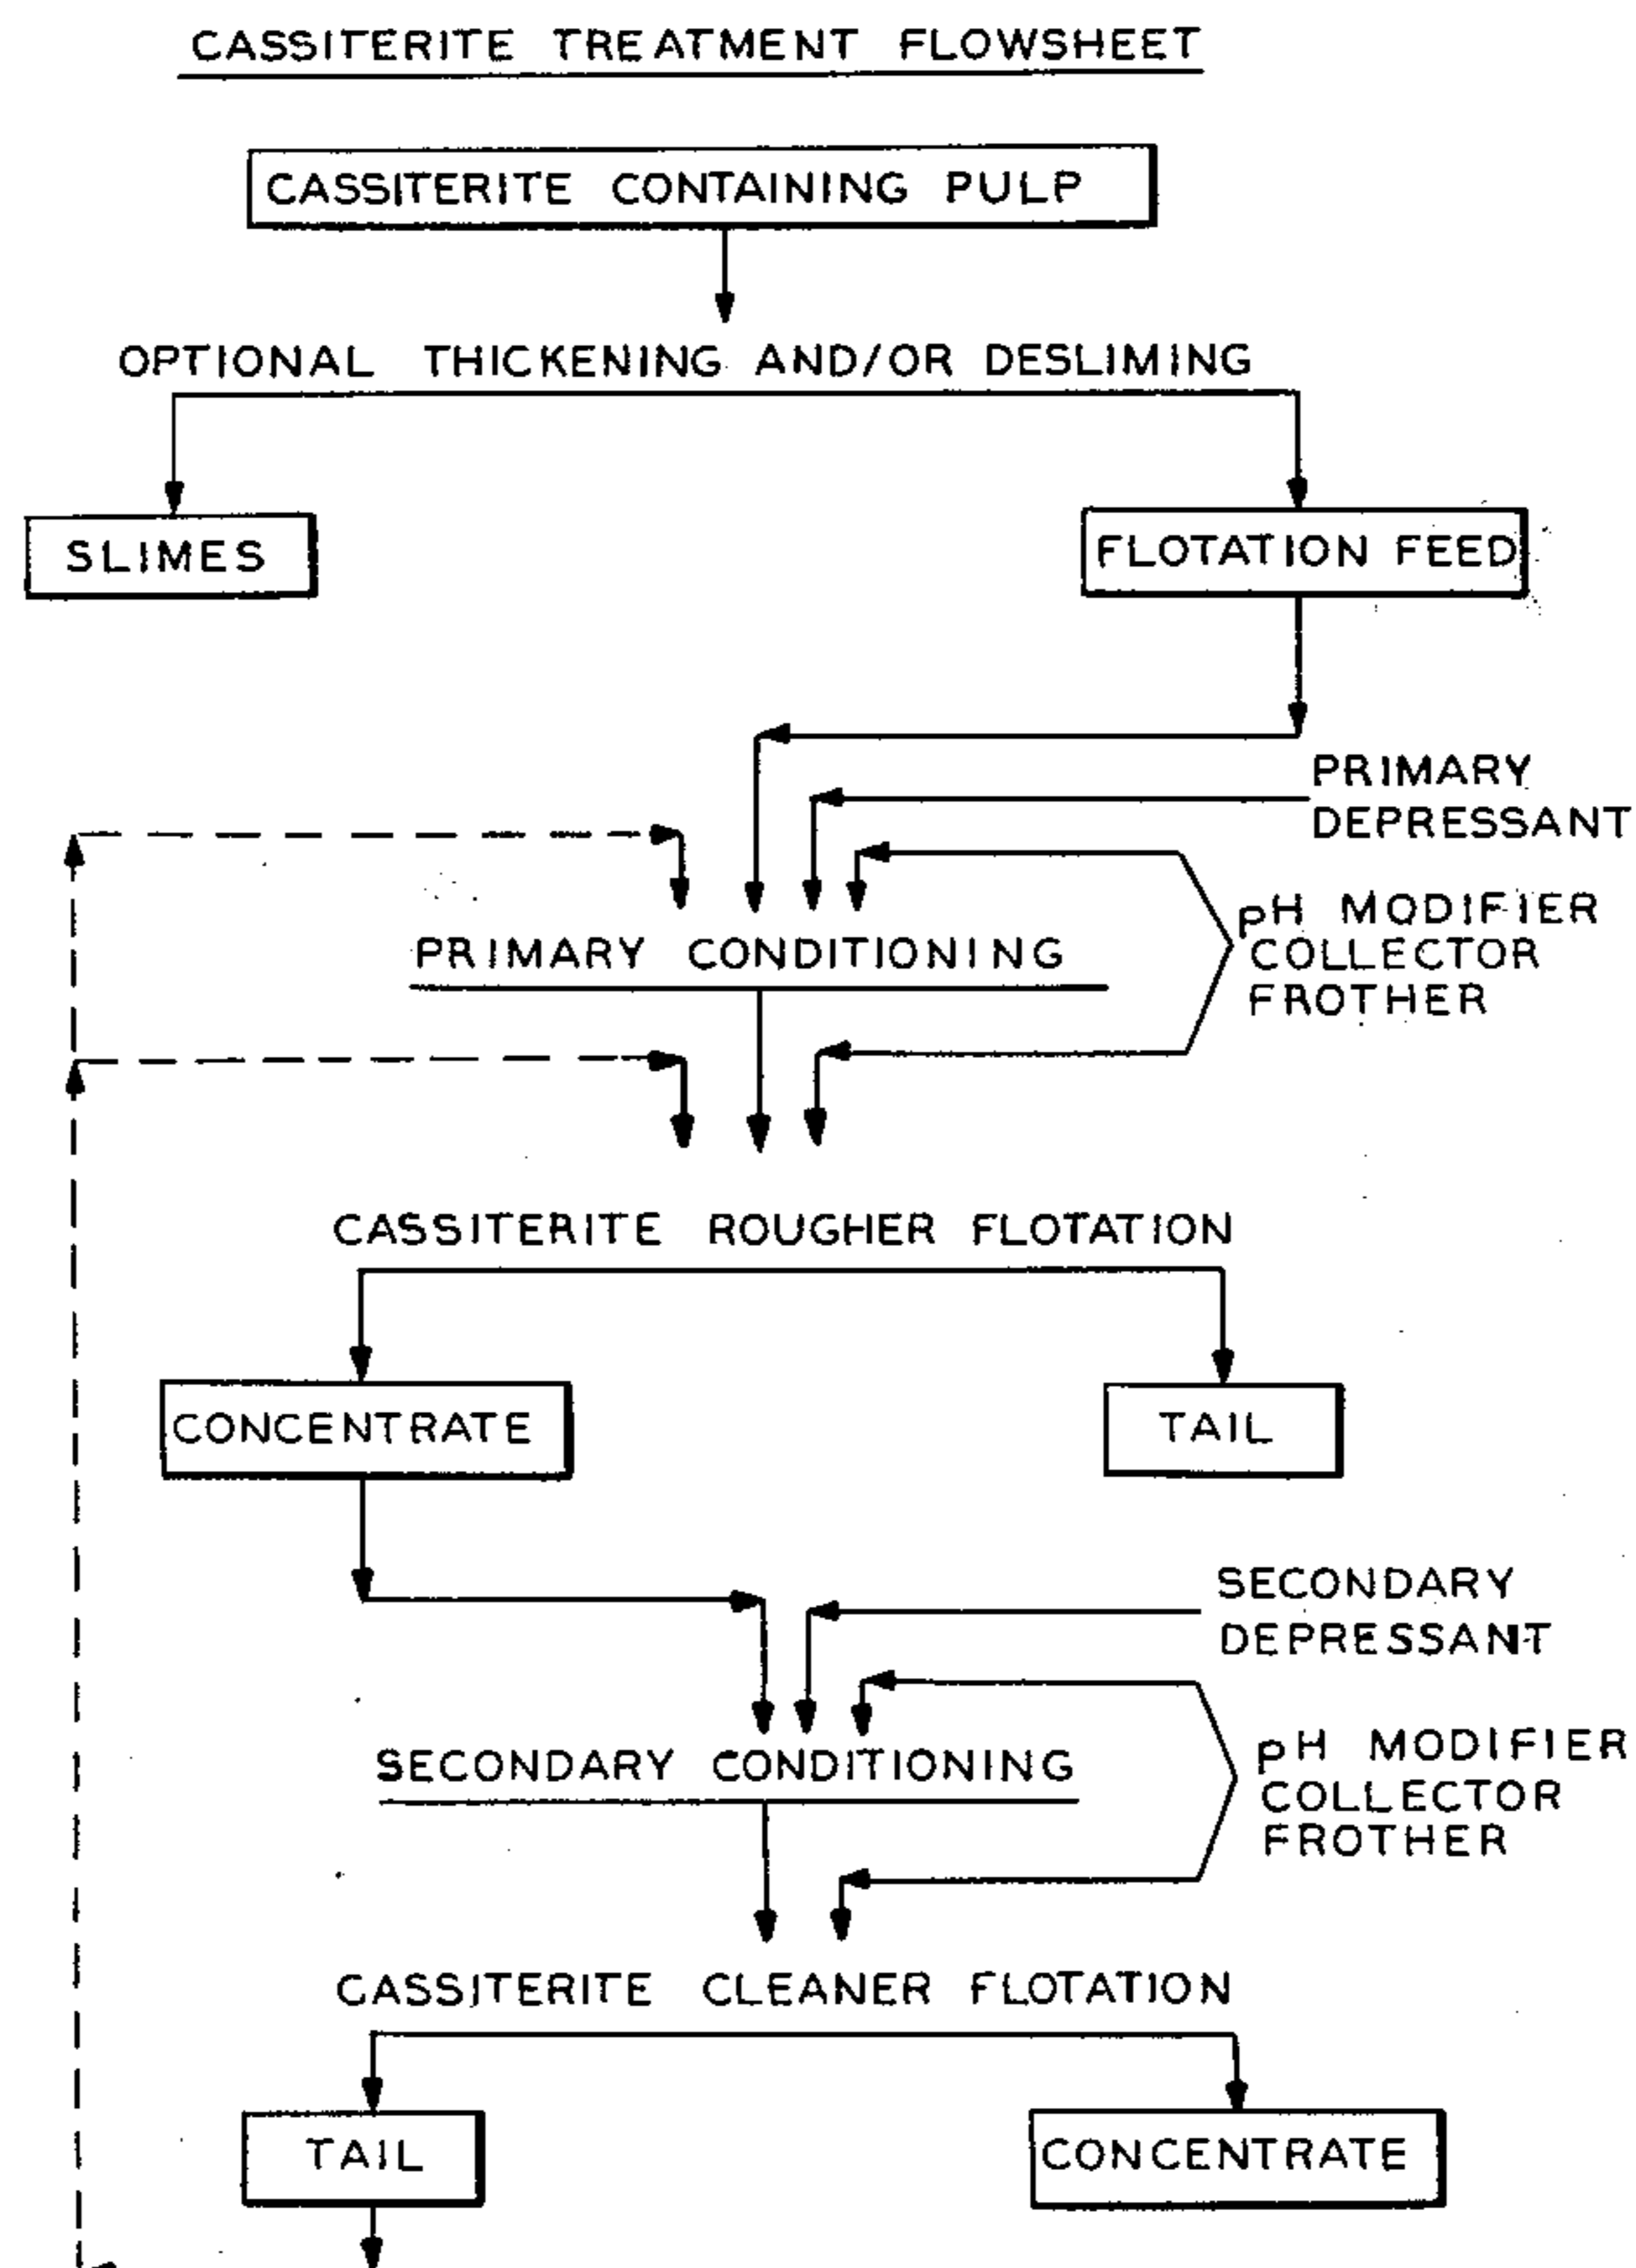 CASSITERITE TREATMENT FLOWSHEET
CASSITERITE CONTAINING PULP
OPTIONAL THICKENING AND/OR DESLIMING
SLIMES
FLOTATION FEED
PRIMARY
DEPRESSANT
pH MODIFIER
COLLECTOR
FROTHER
PRIMARY CONDITIONING
CASSITERITE ROUGHER FLOTATION
CONCENTRATE
TAIL
SECONDARY
DEPRESSANT
SECONDARY CONDITIONING
pH MODIFIER
COLLECTOR
FROTHER
CASSITERITE CLEANER FLOTATION
TAIL
CONCENTRATE